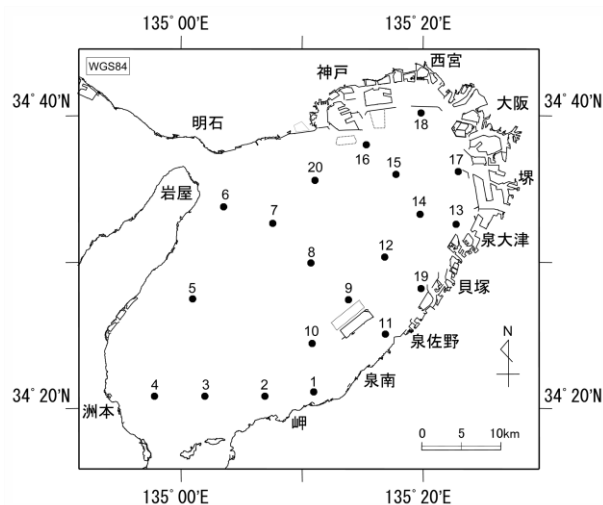 135° 00'E
135° 20'E
WGS84
西宮
神戸
34° 40'N
34° 40'N
大阪
明石
18
16
15
17
堺
20
岩屋
6
14
13
7
泉大津
12
8
19
貝塚
5
9
10
11
泉佐野
N
泉南
34° 20'N
4
3
2
1
34° 20'N
洲本
岬
0 5 10km
135° 00'E
135° 20'E